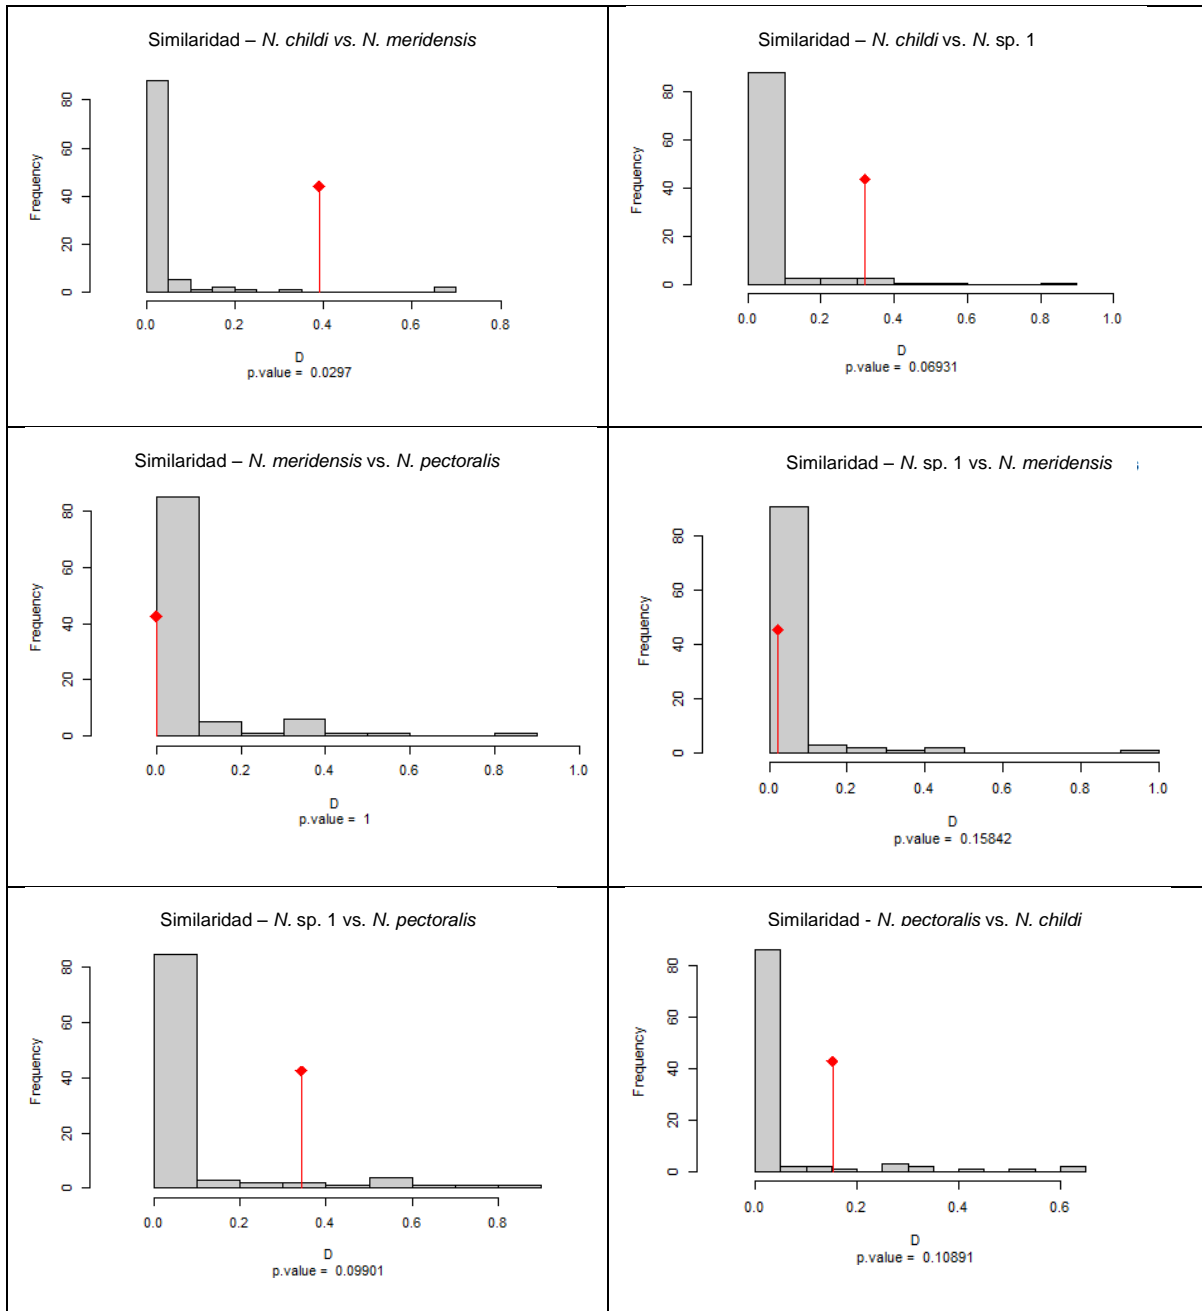 Similaridad – N. childi vs. N. meridensis
Frequency
0 20 40 60 80
0.0 0.2 0.4 0.6 0.8
D
p.value = 0.0297
Similaridad – N. childi vs. N. sp. 1
Frequency
0 20 40 60 80
0.0 0.2 0.4 0.6 0.8 1.0
D
p.value = 0.06931
Similaridad – N. meridensis vs. N. pectoralis
Frequency
0 20 40 60 80
0.0 0.2 0.4 0.6 0.8 1.0
D
p.value = 1
Similaridad – N. sp. 1 vs. N. meridensis
Frequency
0 20 40 60 80
0.0 0.2 0.4 0.6 0.8 1.0
D
p.value = 0.15842
Similaridad – N. sp. 1 vs. N. pectoralis
Frequency
0 20 40 60 80
0.0 0.2 0.4 0.6 0.8
D
p.value = 0.09901
Similaridad - N. pectoralis vs. N. childi
Frequency
0 20 40 60 80
0.0 0.2 0.4 0.6
D
p.value = 0.10891